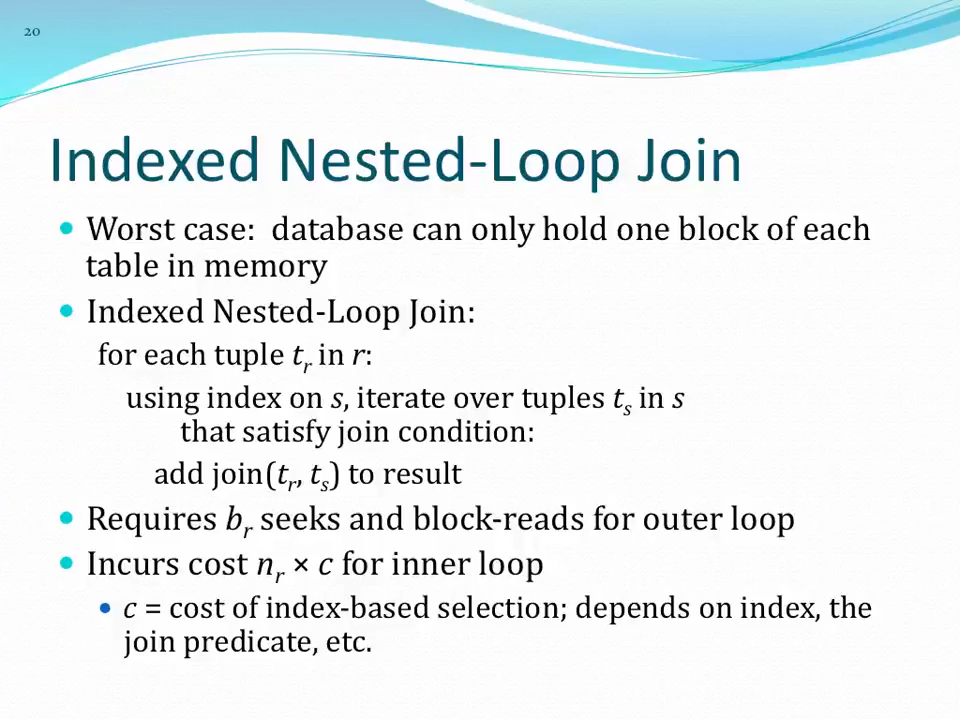 20
Indexed Nested-Loop Join
• Worst case:  database can only hold one block of each
table in memory
• Indexed Nested-Loop Join:
for each tuple tr in r:
using index on s, iterate over tuples ts in s
that satisfy join condition:
add join(tr, ts) to result
• Requires br seeks and block-reads for outer loop
• Incurs cost nr × c for inner loop
• c = cost of index-based selection; depends on index, the
join predicate, etc.